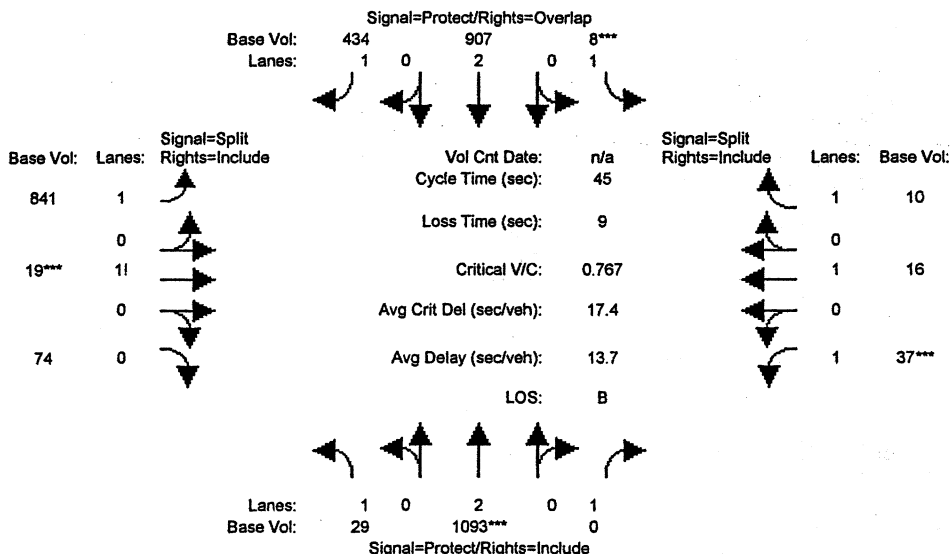 Signal=Protect/Rights=Overlap
Base Vol: 434 907 8***
Lanes: 1 0 2 0 1
Signal=Split
Rights=Include
Base Vol: Lanes:
Vol Cnt Date: n/a
Signal=Split
Rights=Include
Lanes: Base Vol:
Cycle Time (sec): 45
841 1
1 10
Loss Time (sec): 9
0
0
19*** 1!
Critical V/C: 0.767
1 16
0
Avg Crit Del (sec/veh): 17.4
0
74 0
Avg Delay (sec/veh): 13.7
1 37***
LOS: B
Lanes: 1 0 2 0 1
Base Vol: 29 1093*** 0
Signal=Protect/Rights=Include